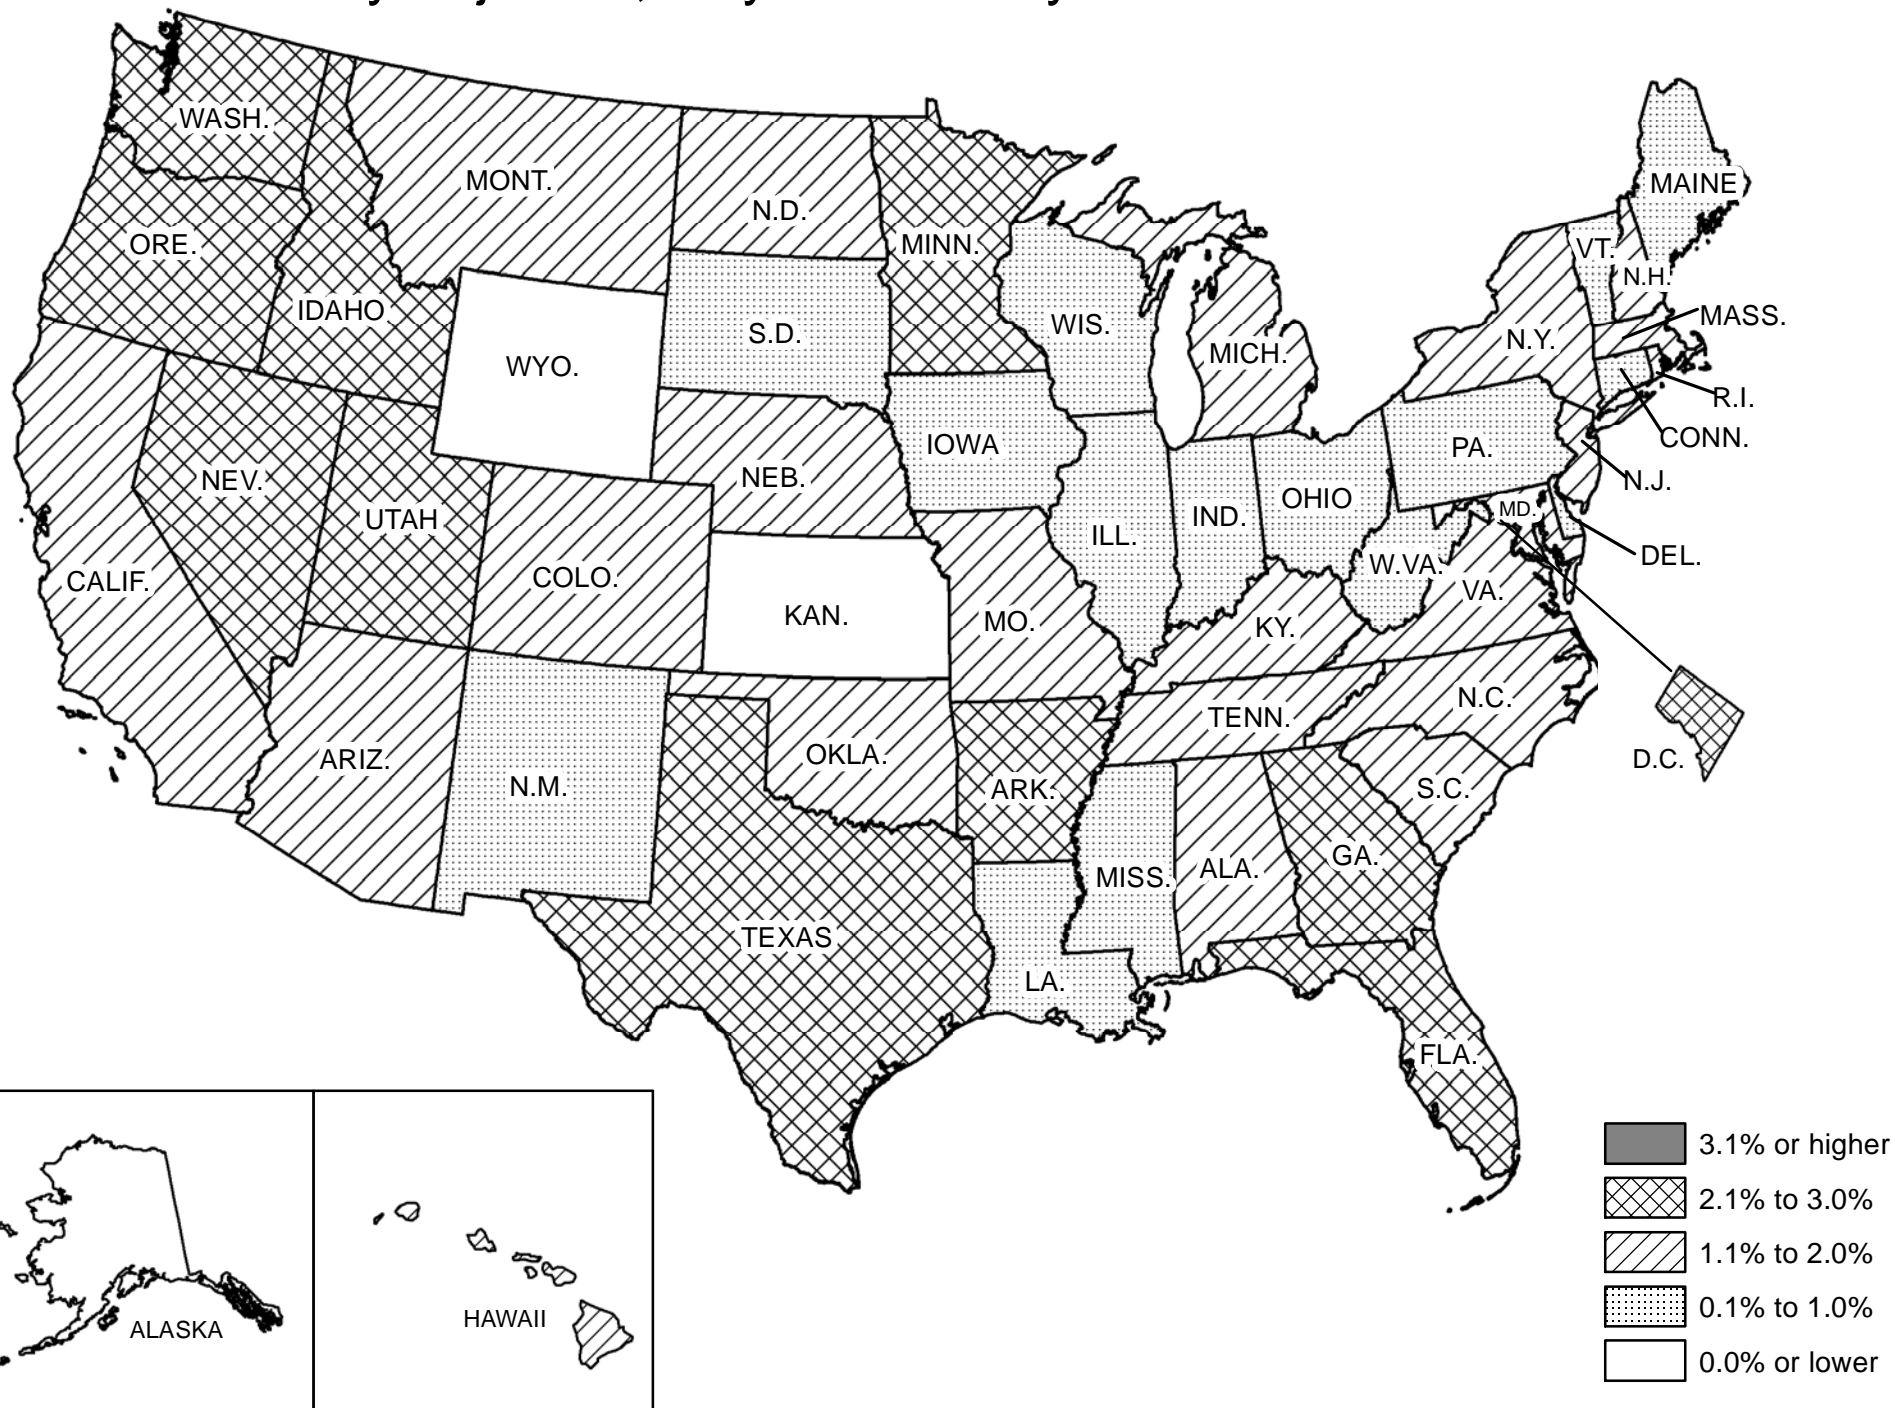 WASH.
MONT.
N.D.
MINN.
ORE.
IDAHO
WYO.
S.D.
WIS.
MICH.
MAINE
VT.
N.H.
MASS.
N.Y.
R.I.
CONN.
N.J.
PA.
IOWA
NEB.
NEV.
UTAH
COLO.
CALIF.
KAN.
MO.
ILL.
IND.
OHIO
W.VA.
MD.
DEL.
VA.
KY.
N.C.
TENN.
D.C.
S.C.
ARIZ.
N.M.
OKLA.
ARK.
MISS.
ALA.
GA.
TEXAS
LA.
FLA.
ALASKA
HAWAII
3.1% or higher
2.1% to 3.0%
1.1% to 2.0%
0.1% to 1.0%
0.0% or lower